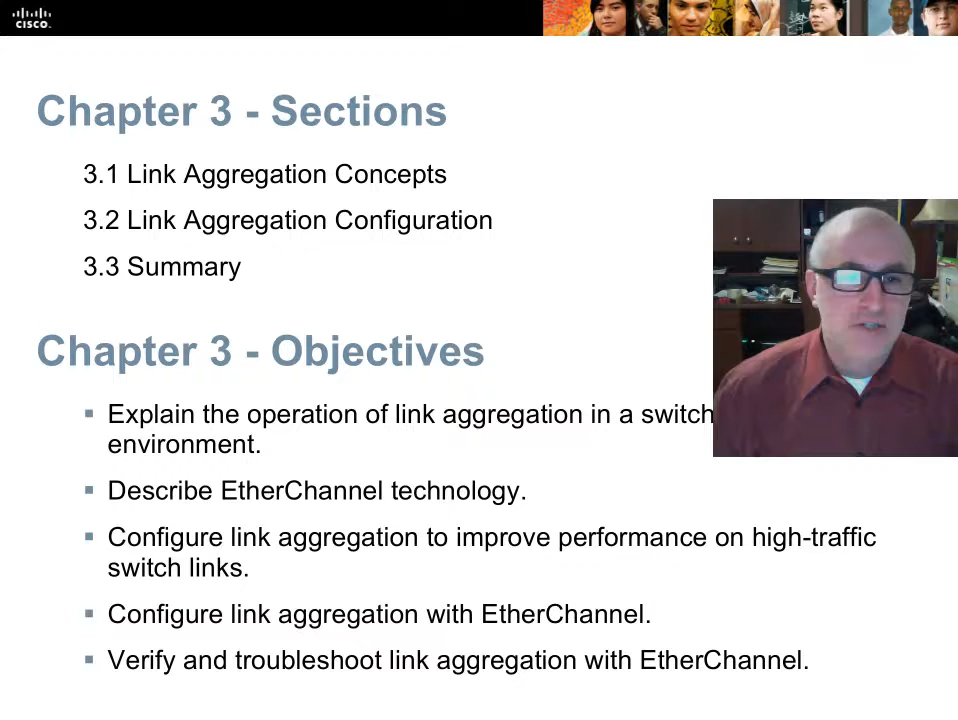 cisco.
Chapter 3 - Sections
3.1 Link Aggregation Concepts
3.2 Link Aggregation Configuration
3.3 Summary
Chapter 3 - Objectives
▪ Explain the operation of link aggregation in a switch
environment.
▪ Describe EtherChannel technology.
▪ Configure link aggregation to improve performance on high-traffic
switch links.
▪ Configure link aggregation with EtherChannel.
▪ Verify and troubleshoot link aggregation with EtherChannel.